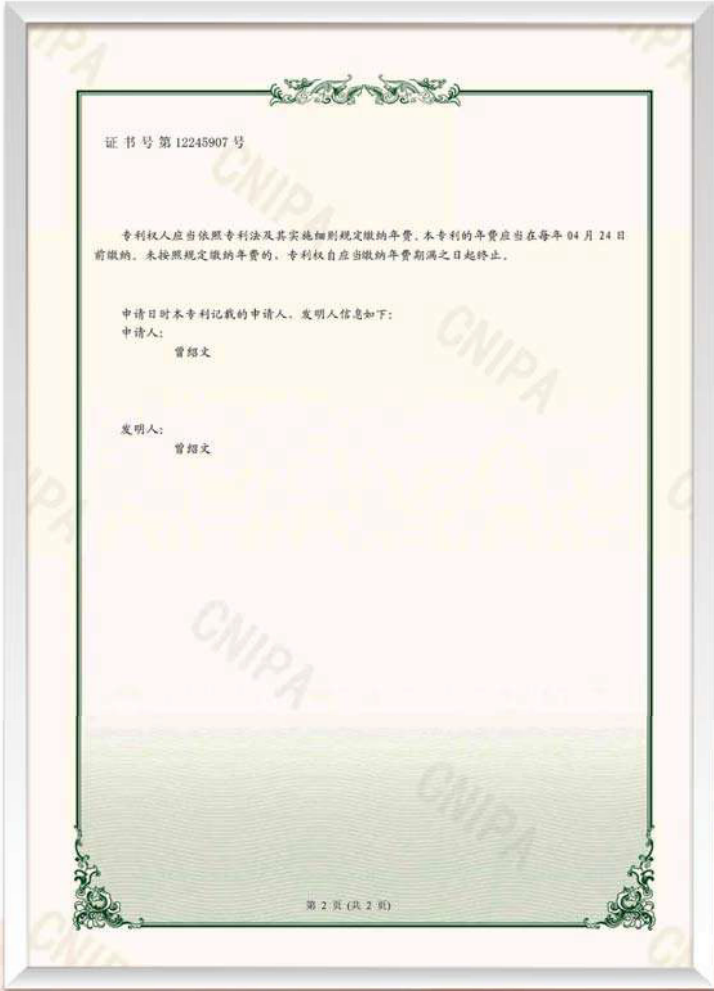 证书号第12245907号
专利权人应当依照专利法及其实施细则规定缴纳年费。本专利的年费应当在每年04月24日
前缴纳。未按照规定缴纳年费的，专利权自应当缴纳年费期满之日起终止。
申请日时本专利记载的申请人、发明人信息如下：
申请人：
曾绍文
发明人：
曾绍文
CNIPA
CNIPA
CNIPA
CNIPA
第 2 页 (共 2 页)